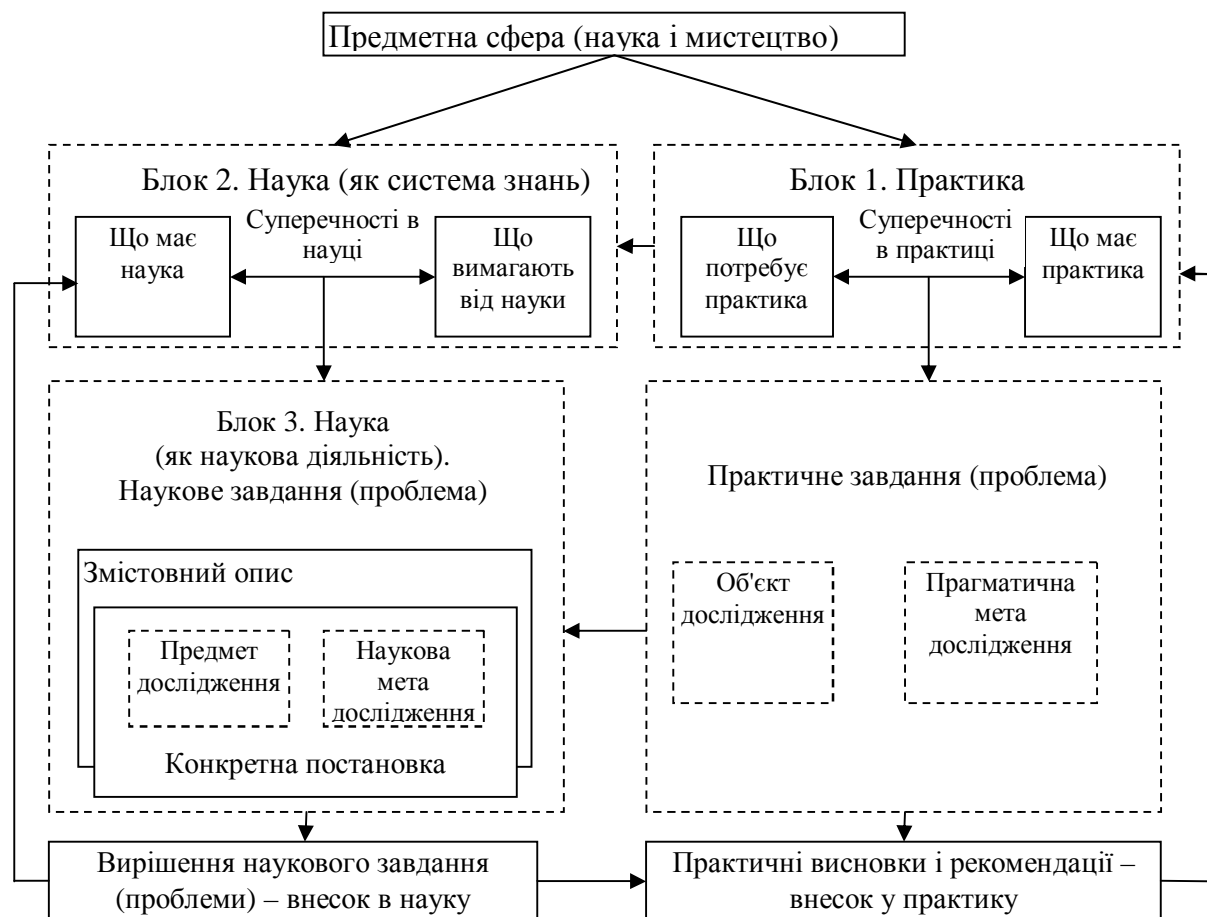 Предметна сфера (наука і мистецтво)
Блок 2. Наука (як система знань)
Що має
наука
Суперечності в
науці
Що
вимагають
від науки
Блок 1. Практика
Що
потребує
практика
Суперечності
в практиці
Що має
практика
Блок 3. Наука
(як наукова діяльність).
Наукове завдання (проблема)
Змістовний опис
Предмет
дослідження
Наукова
мета
дослідження
Конкретна постановка
Практичне завдання (проблема)
Об'єкт
дослідження
Прагматична
мета
дослідження
Вирішення наукового завдання
(проблеми) – внесок в науку
Практичні висновки і рекомендації –
внесок у практику